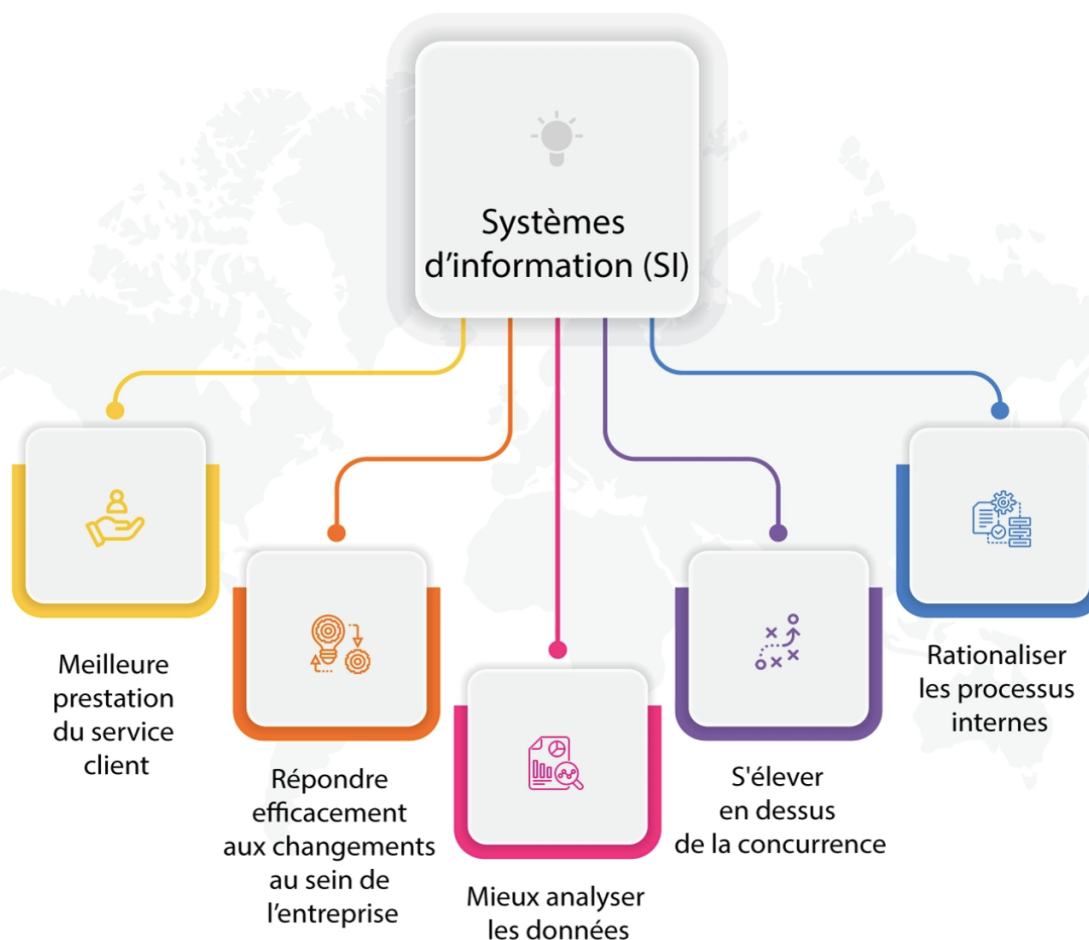 Systèmes
d'information (SI)
Meilleure
prestation
du service
client
Répondre
efficacement
aux changements
au sein de
l'entreprise
Mieux analyser
les données
S'élever
en dessus
de la concurrence
Rationaliser
les processus
internes